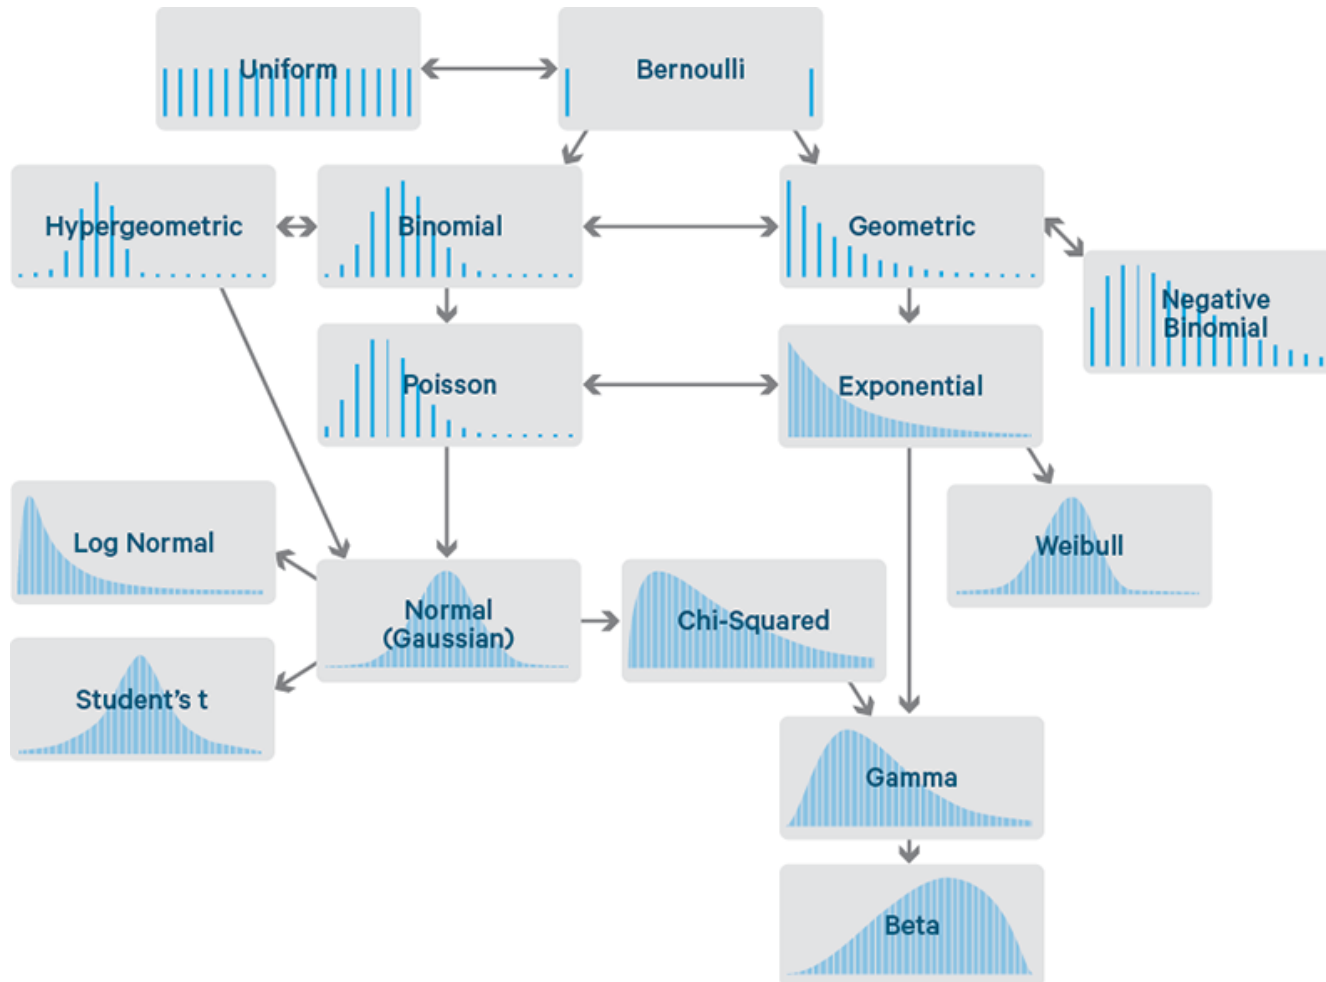 Uniform
Bernoulli
Hypergeometric
Binomial
Geometric
Negative
Binomial
Poisson
Exponential
Log Normal
Weibull
Normal
(Gaussian)
Chi-Squared
Student’s t
Gamma
Beta